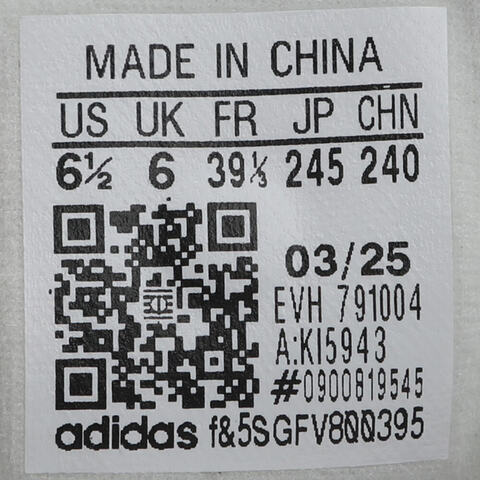 MADE IN CHINA
US UK FR JP CHN
6½ 6 39⅓ 245 240
03/25
EVH 791004
A:KI5943
#0900819545
adidas f&5SGFV800395